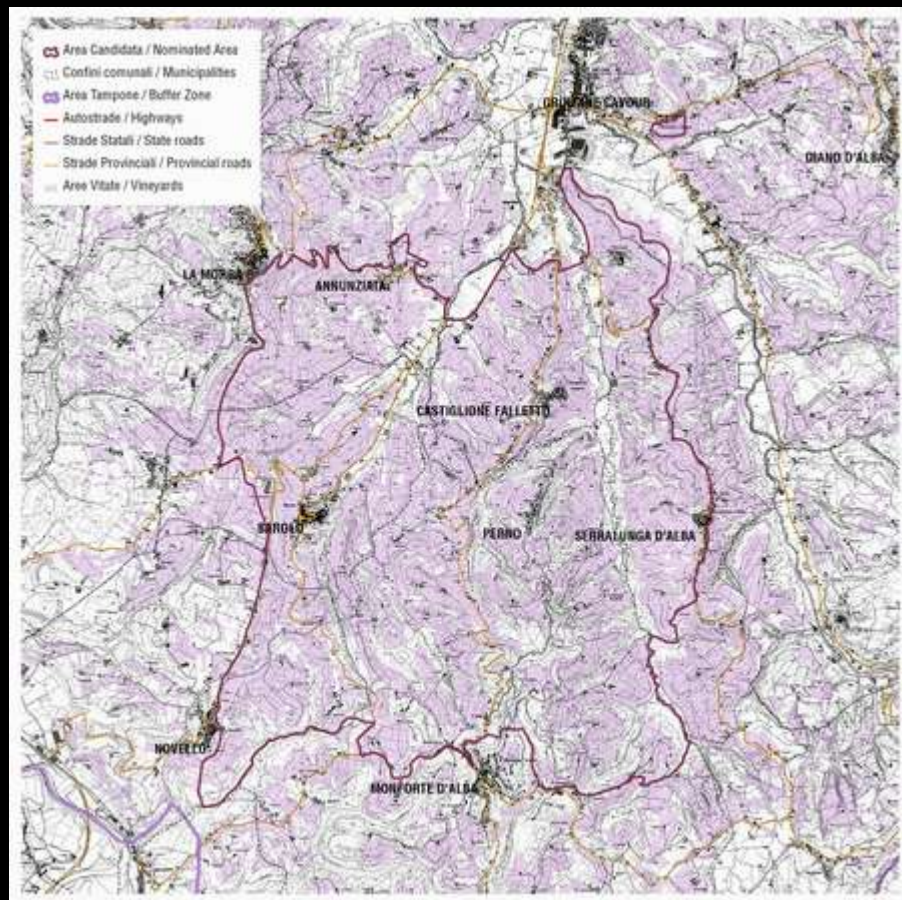 Area Candidata / Nominated Area
Confini comunali / Municipalites
Area Tampone / Buffer Zone
Autostrade / Highways
Strade Statali / State roads
Strade Provinciali / Provincial roads
Aree Vitate / Vineyards
GRINZANE CAVOUR
DIANO D'ALBA
LA MORRA
ANNUNZIATA
CASTIGLIONE FALLETTO
BAROLO
PERNO
SERRALUNGA D'ALBA
NOVELLO
MONFORTE D'ALBA